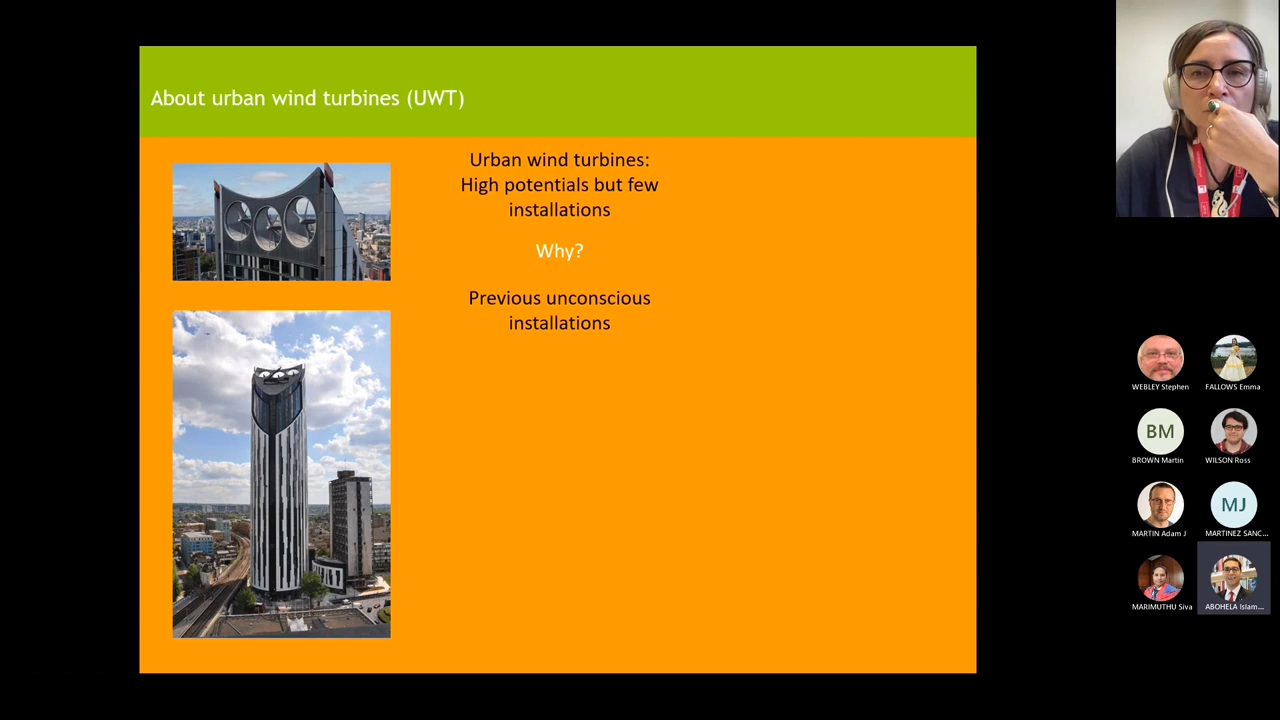 About urban wind turbines (UWT)
Urban wind turbines:
High potentials but few
installations
Why?
Previous unconscious
installations
WEBLEY Stephen
FALLOWS Emma
BM
BROWN Martin
WILSON Ross
MJ
MARTIN Adam J
MARTINEZ SANC...
MARIMUTHU Siva
ABOHELA Islam...